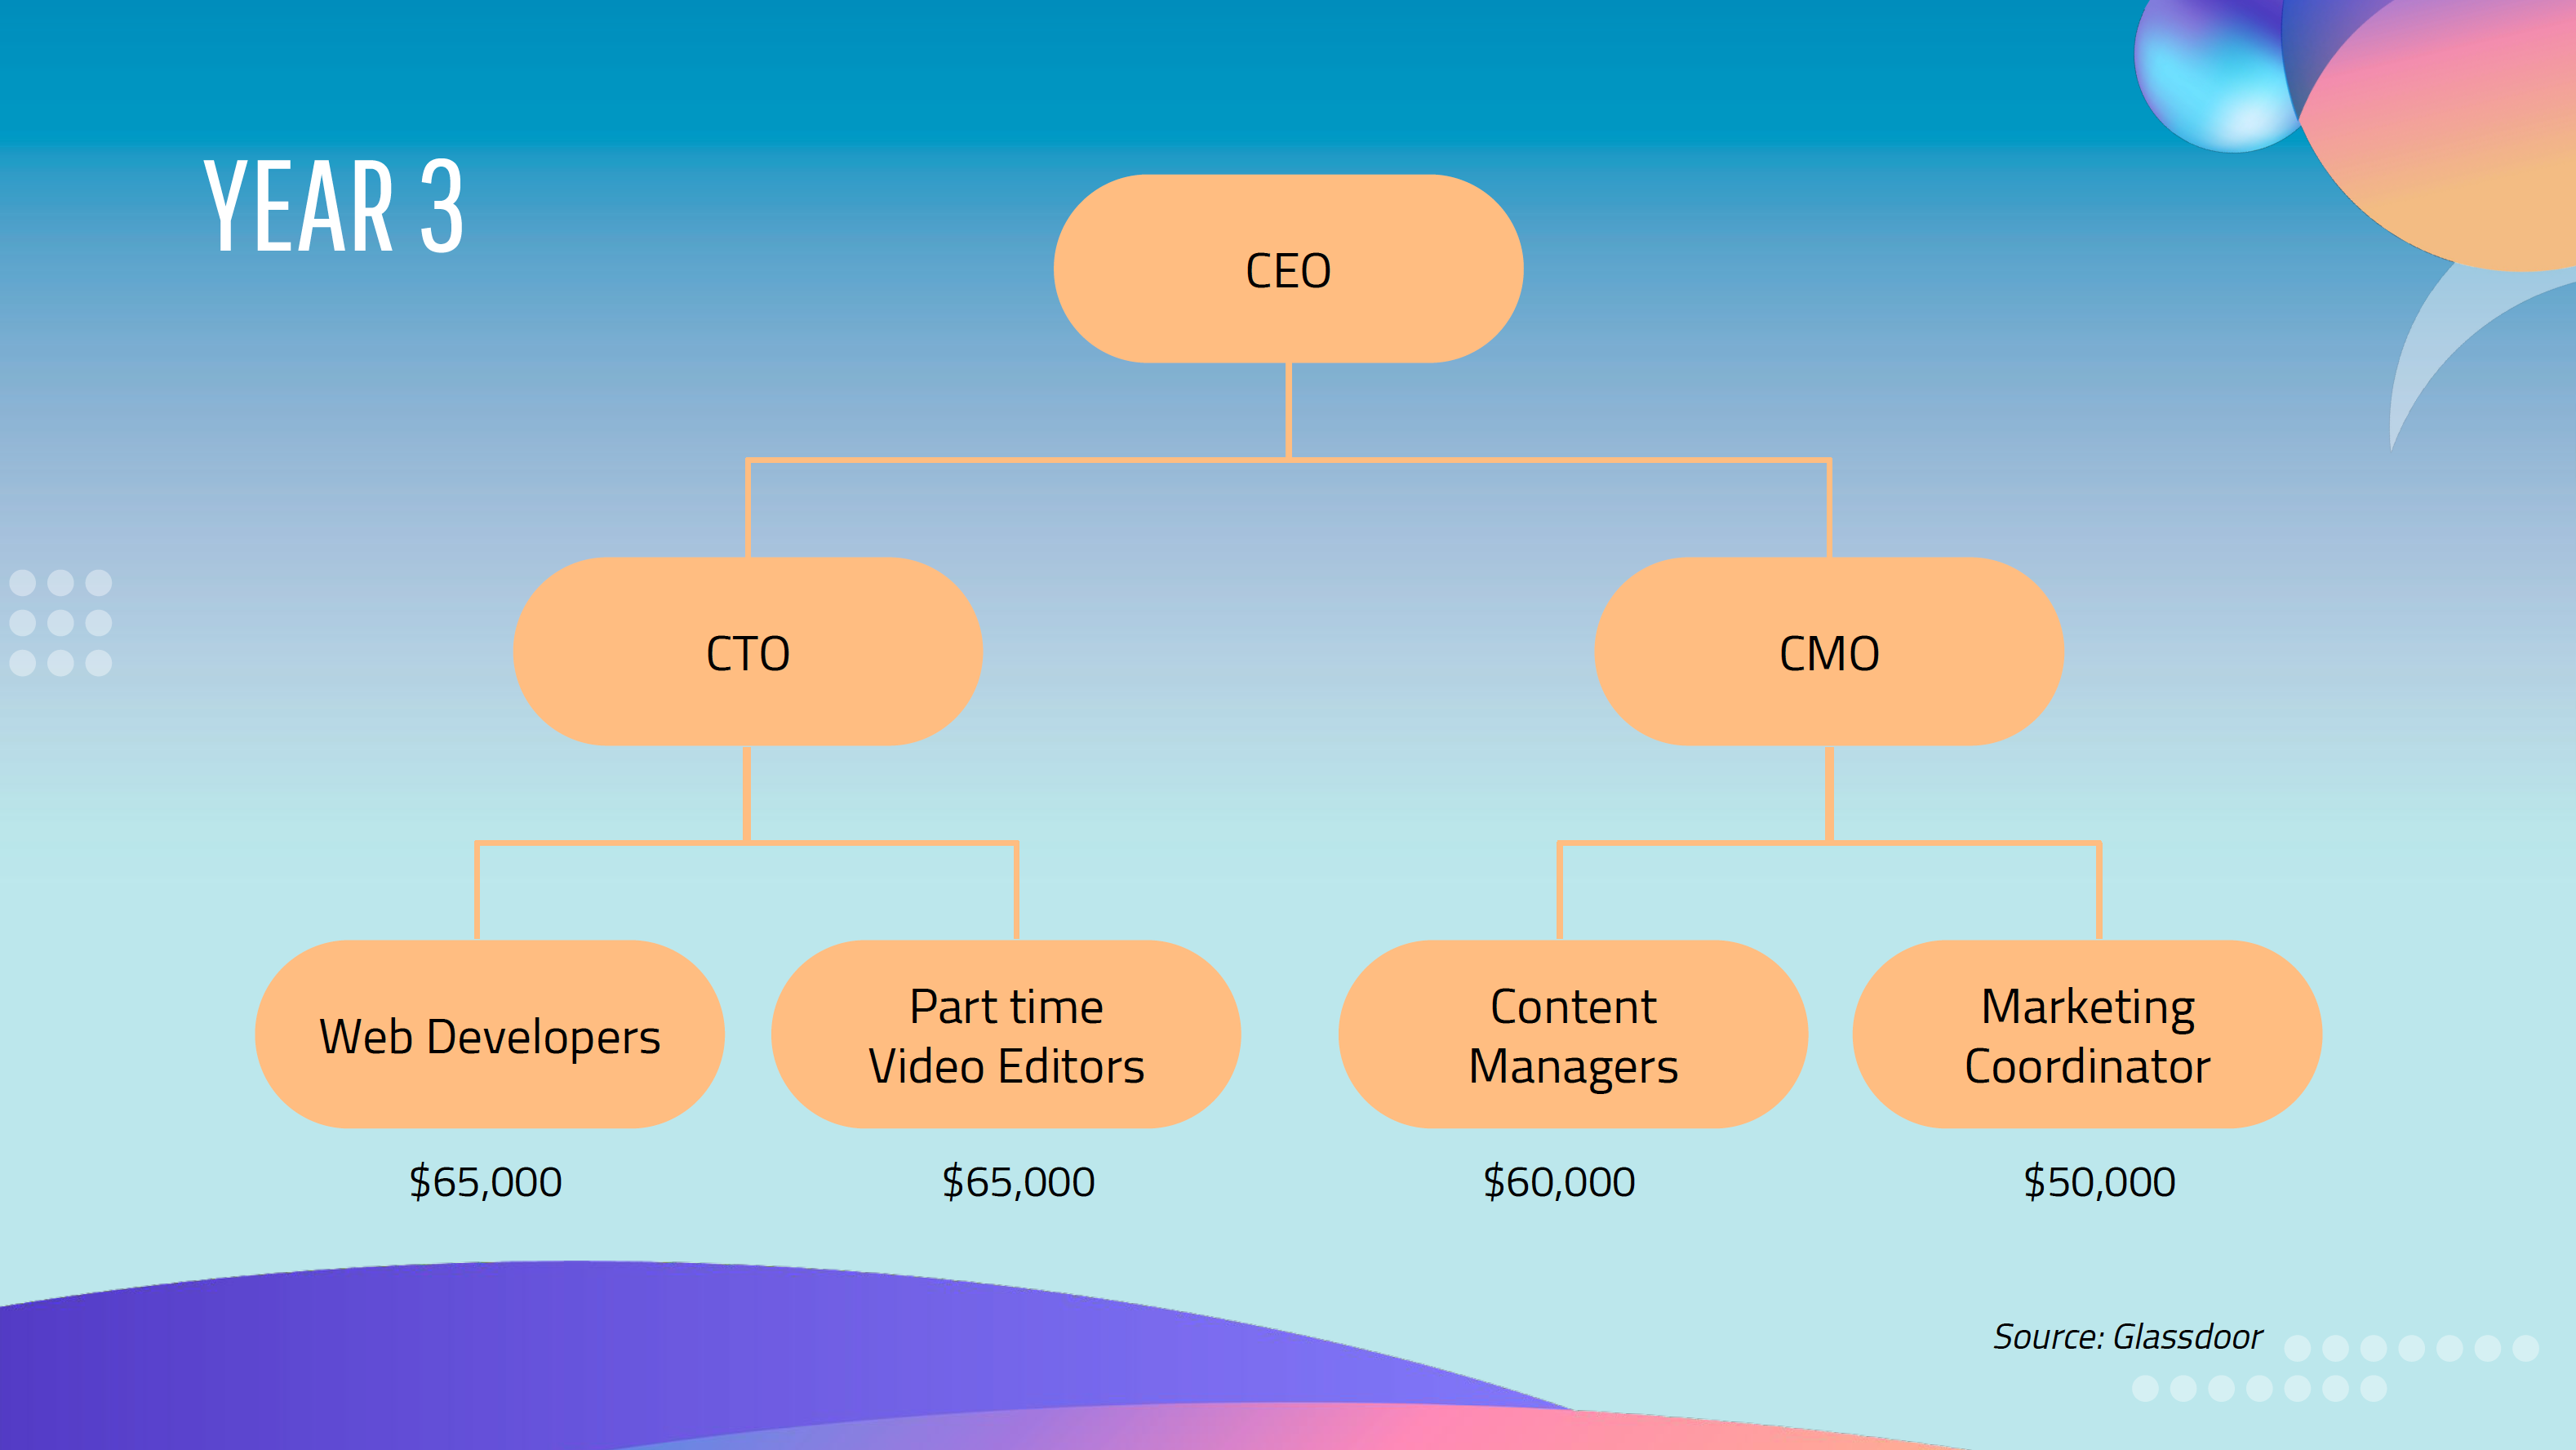 YEAR 3
CEO
CTO
CMO
Web Developers
Part time
Video Editors
Content
Managers
Marketing
Coordinator
$65,000
$65,000
$60,000
$50,000
Source: Glassdoor